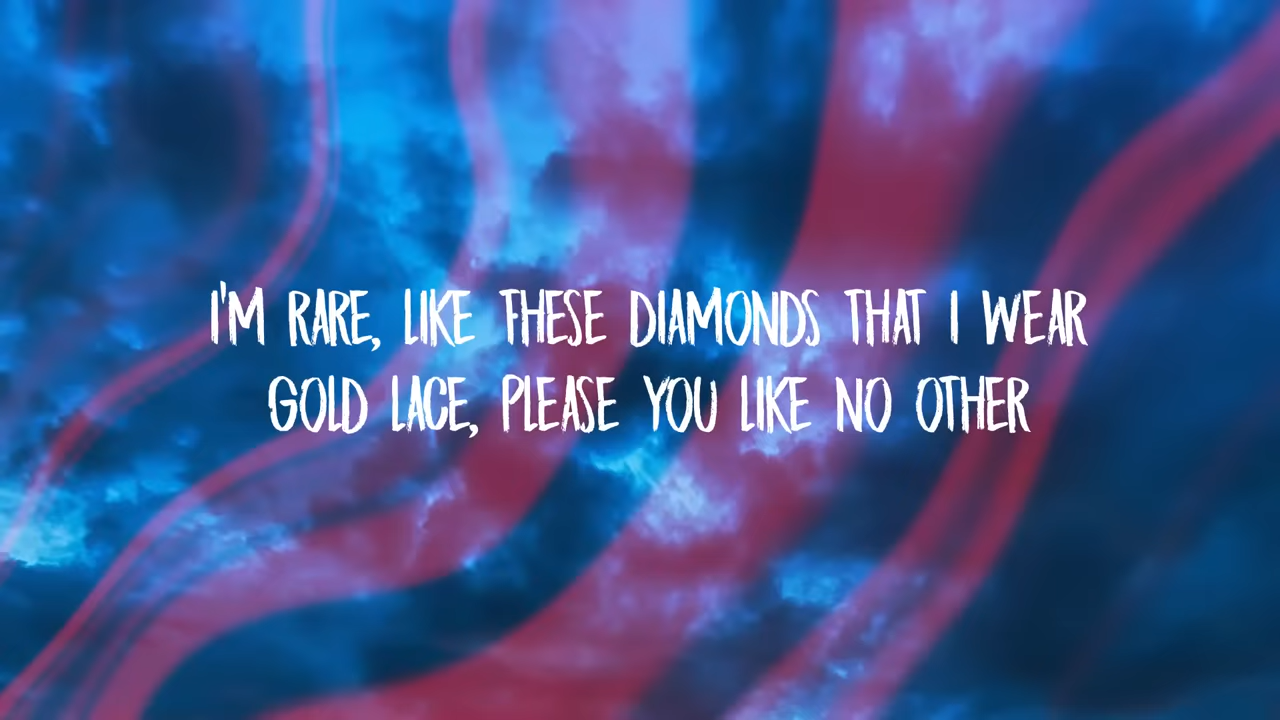 I'M RARE, LIKE THESE DIAMONDS THAT I WEAR
GOLD LACE, PLEASE YOU LIKE NO OTHER